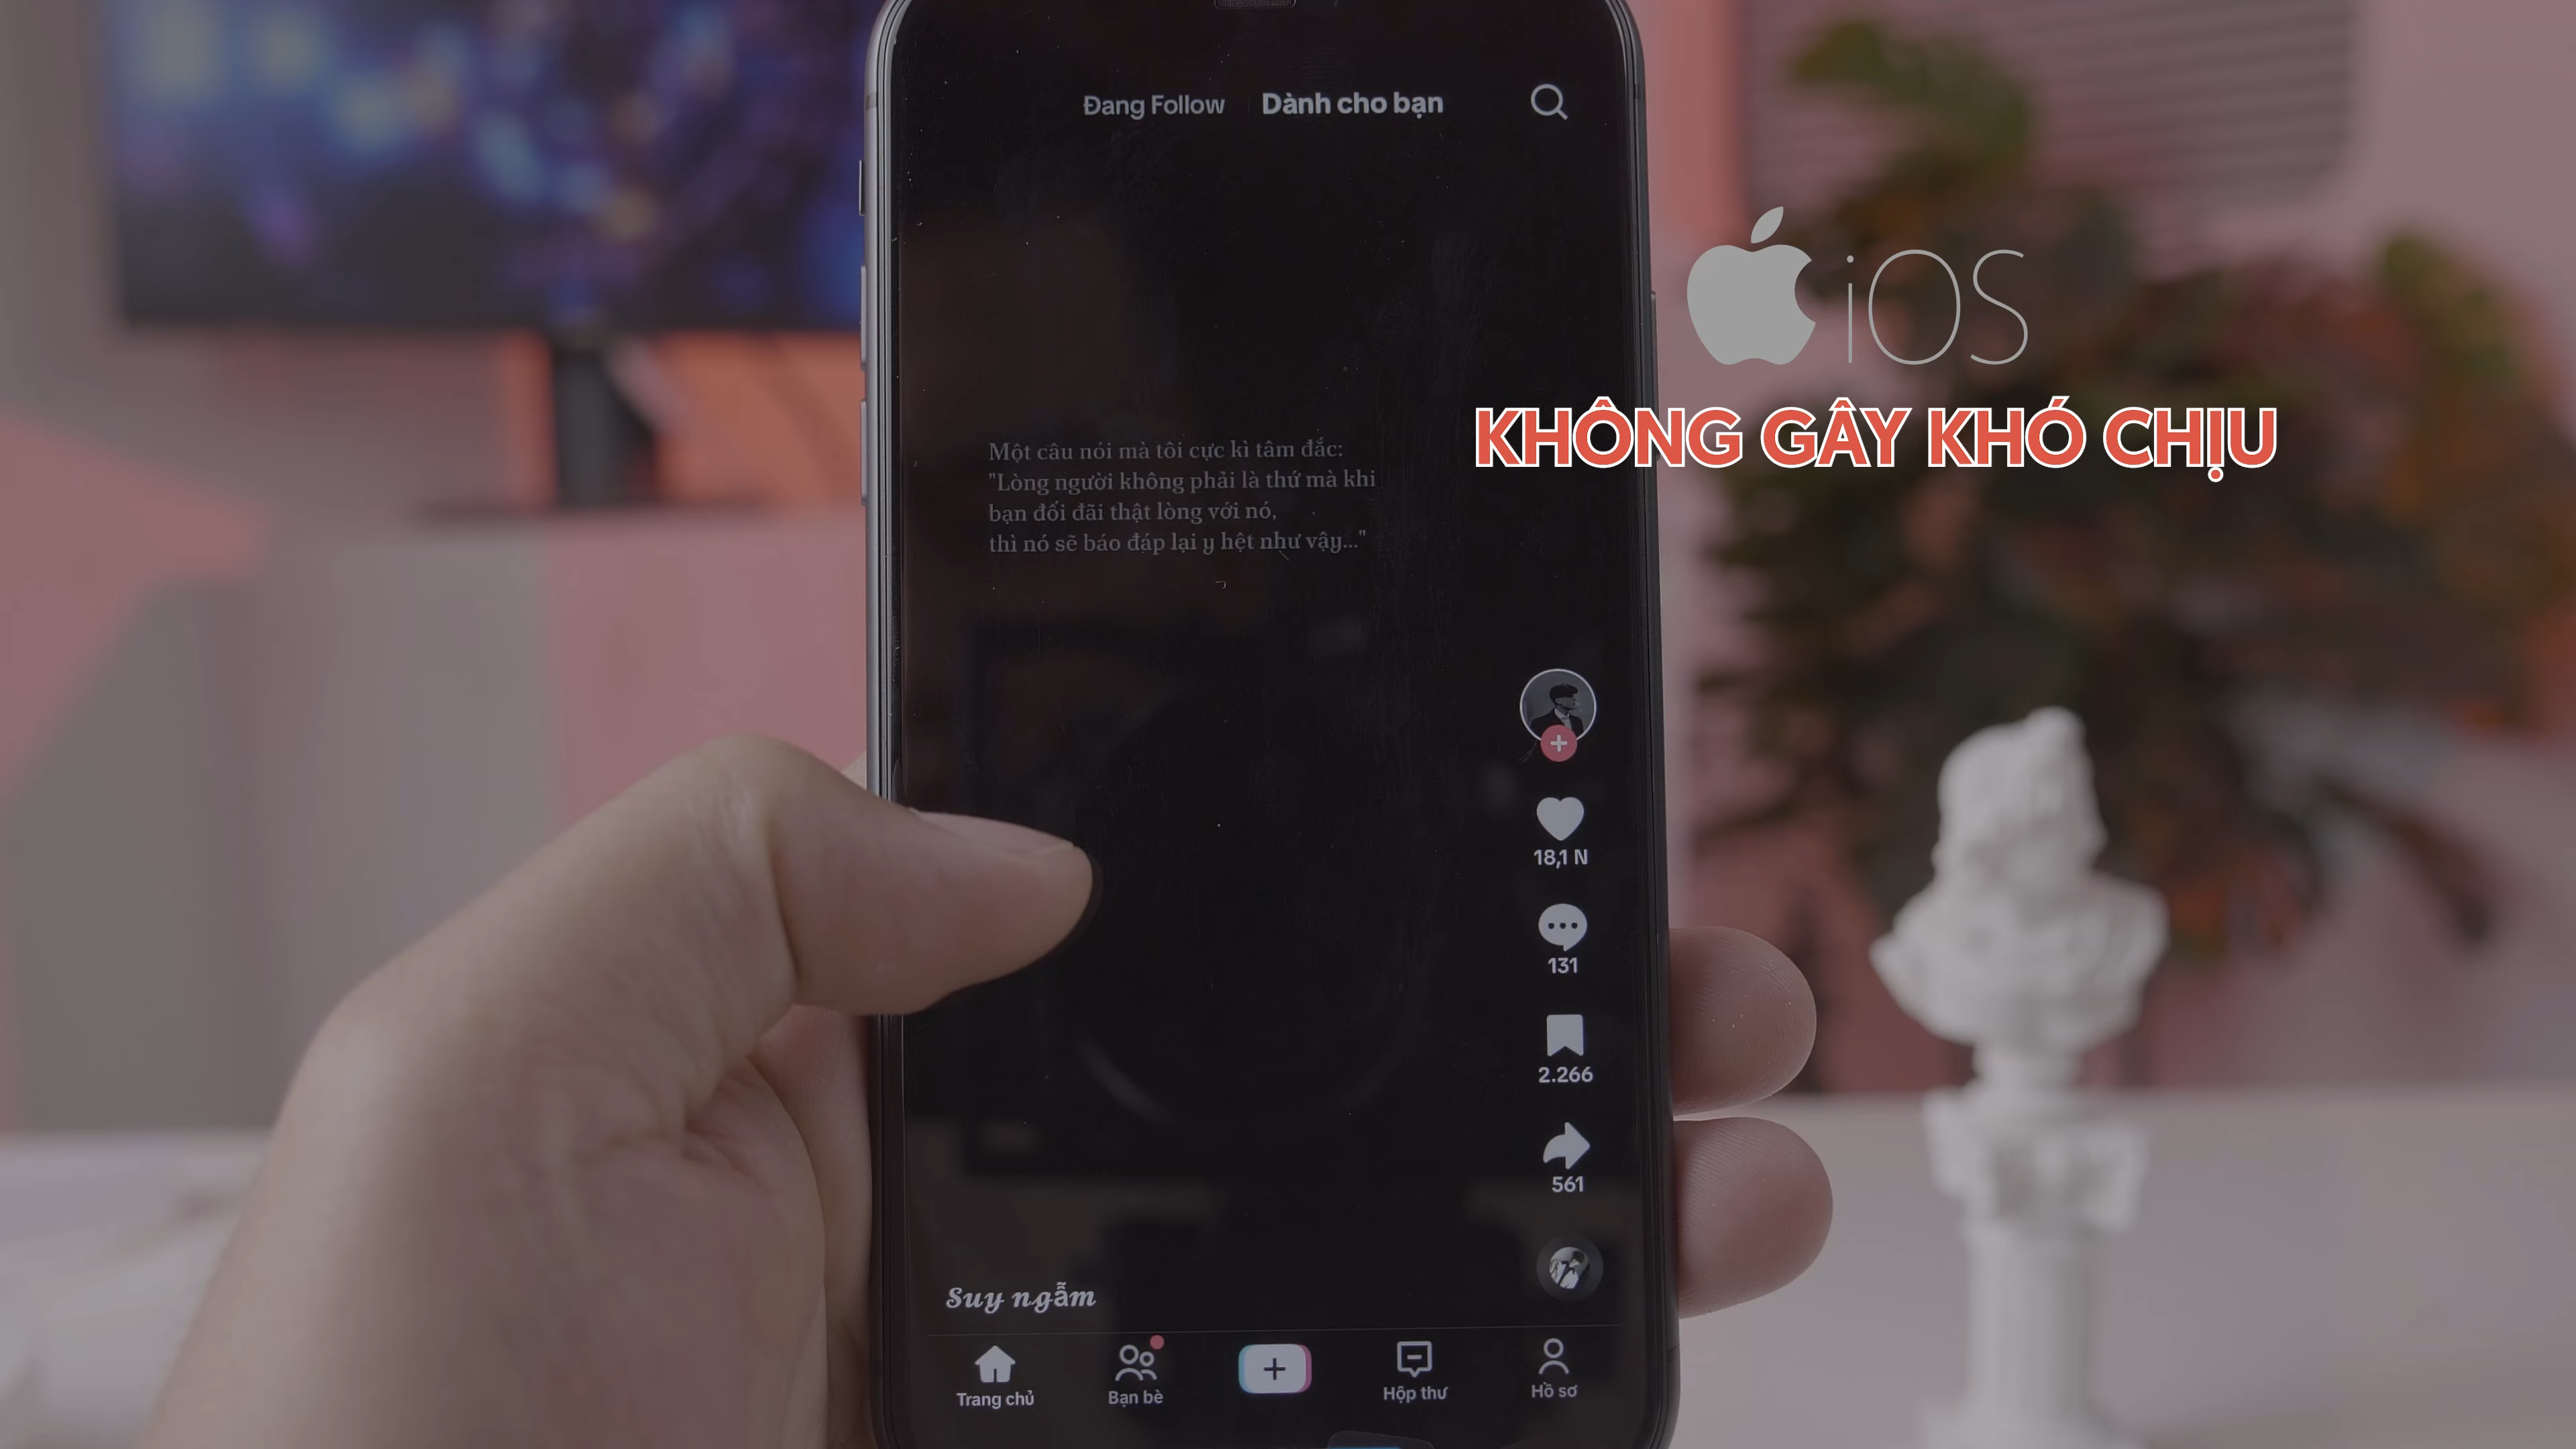 Đang Follow
Dành cho bạn
iOS
KHÔNG GÂY KHÓ CHỊU
Một câu nói mà tôi cực kì tâm đắc:
"Lòng người không phải là thứ mà khi
bạn đối đãi thật lòng với nó,
thì nó sẽ báo đáp lại y hệt như vậy..."
18,1 N
131
2.266
561
Suy ngẫm
Trang chủ
Bạn bè
Hộp thư
Hồ sơ